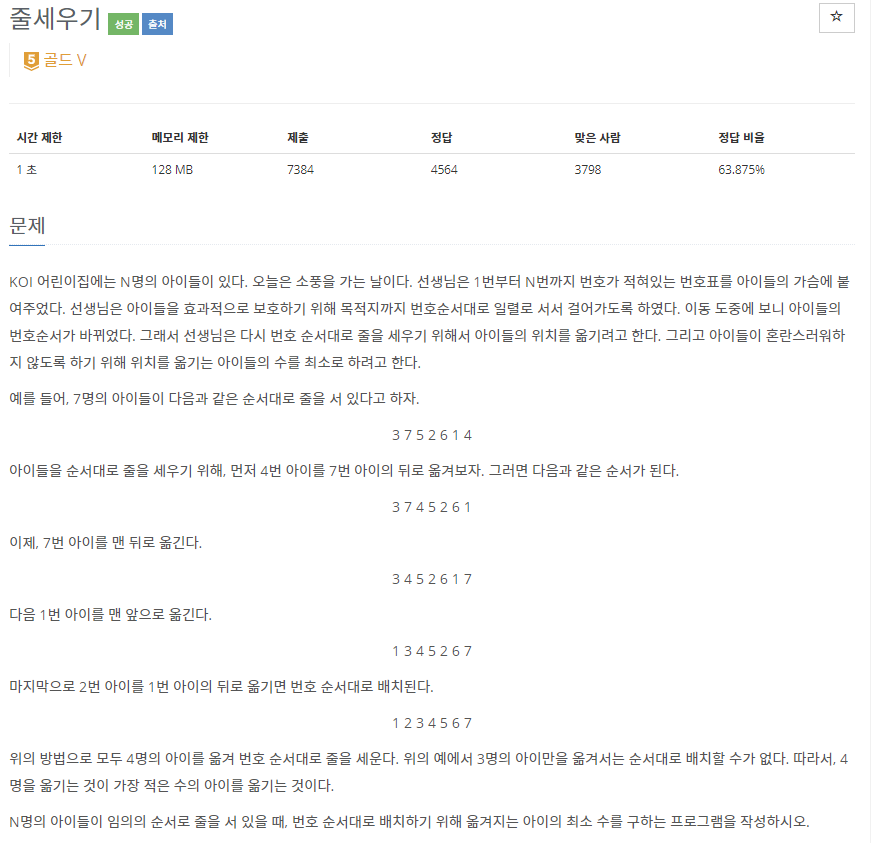 줄세우기 성공 출처
☆
5 골드 V
시간 제한 메모리 제한 제출 정답 맞은 사람 정답 비율
1 초 128 MB 7384 4564 3798 63.875%
문제
KOI 어린이집에는 N명의 아이들이 있다. 오늘은 소풍을 가는 날이다. 선생님은 1번부터 N번까지 번호가 적혀있는 번호표를 아이들의 가슴에 붙
여주었다. 선생님은 아이들을 효과적으로 보호하기 위해 목적지까지 번호순서대로 일렬로 서서 걸어가도록 하였다. 이동 도중에 보니 아이들의
번호순서가 바뀌었다. 그래서 선생님은 다시 번호 순서대로 줄을 세우기 위해서 아이들의 위치를 옮기려고 한다. 그리고 아이들이 혼란스러워하
지 않도록 하기 위해 위치를 옮기는 아이들의 수를 최소로 하려고 한다.
예를 들어, 7명의 아이들이 다음과 같은 순서대로 줄을 서 있다고 하자.
3 7 5 2 6 1 4
아이들을 순서대로 줄을 세우기 위해, 먼저 4번 아이를 7번 아이의 뒤로 옮겨보자. 그러면 다음과 같은 순서가 된다.
3 7 4 5 2 6 1
이제, 7번 아이를 맨 뒤로 옮긴다.
3 4 5 2 6 1 7
다음 1번 아이를 맨 앞으로 옮긴다.
1 3 4 5 2 6 7
마지막으로 2번 아이를 1번 아이의 뒤로 옮기면 번호 순서대로 배치된다.
1 2 3 4 5 6 7
위의 방법으로 모두 4명의 아이를 옮겨 번호 순서대로 줄을 세운다. 위의 예에서 3명의 아이만을 옮겨서는 순서대로 배치할 수가 없다. 따라서, 4
명을 옮기는 것이 가장 적은 수의 아이를 옮기는 것이다.
N명의 아이들이 임의의 순서로 줄을 서 있을 때, 번호 순서대로 배치하기 위해 옮겨지는 아이의 최소 수를 구하는 프로그램을 작성하시오.